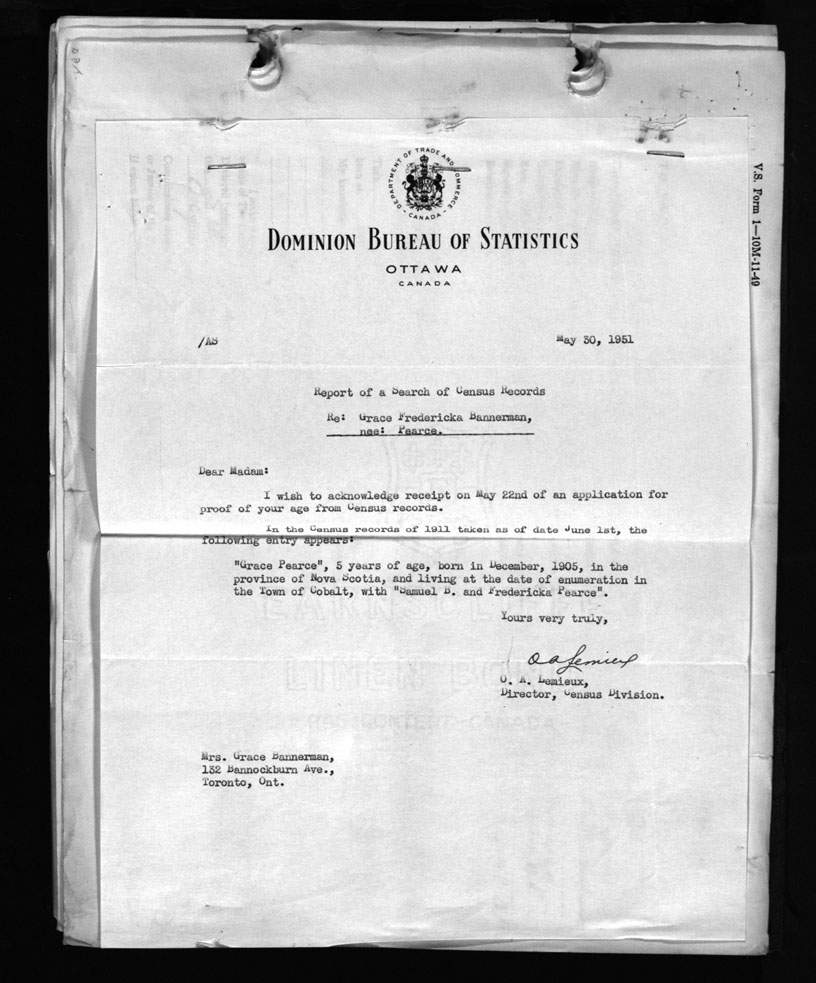 DEPARTMENT OF TRADE AND COMMERCE
CANADA
DOMINION BUREAU OF STATISTICS
OTTAWA
CANADA
V.S. Form 1—10M-11-49
/AS
May 30, 1951
Report of a Search of Census Records
Re: Grace Fredericka Bannerman,
nee: Pearce.
Dear Madam:
I wish to acknowledge receipt on May 22nd of an application for
proof of your age from Census records.
In the Census records of 1911 taken as of date June 1st, the
following entry appears:
"Grace Pearce", 5 years of age, born in December, 1905, in the
province of Nova Scotia, and living at the date of enumeration in
the Town of Cobalt, with "Samuel B. and Fredericka Pearce".
Yours very truly,
O A Lemieux
O. A. Lemieux,
Director, Census Division.
Mrs. Grace Bannerman,
132 Bannockburn Ave.,
Toronto, Ont.